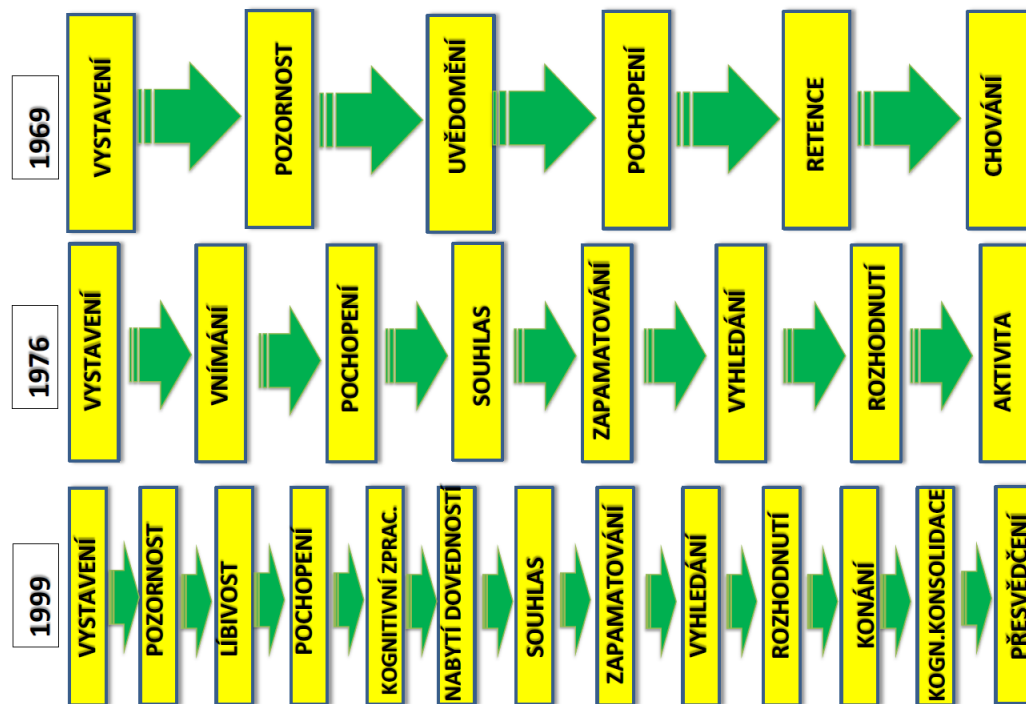 1969
VYSTAVENÍ
POZORNOST
UVĚDOMĚNÍ
POCHOPENÍ
RETENCE
CHOVÁNÍ
1976
VYSTAVENÍ
VNÍMÁNÍ
POCHOPENÍ
SOUHLAS
ZAPAMATOVÁNÍ
VYHLEDÁNÍ
ROZHODNUTÍ
AKTIVITA
1999
VYSTAVENÍ
POZORNOST
LÍBIVOST
POCHOPENÍ
KOGNITIVNÍ ZPRAC.
NABYTÍ DOVEDNOSTÍ
SOUHLAS
ZAPAMATOVÁNÍ
VYHLEDÁNÍ
ROZHODNUTÍ
KONÁNÍ
KOGN.KONSOLIDACE
PŘESVĚDČENÍ